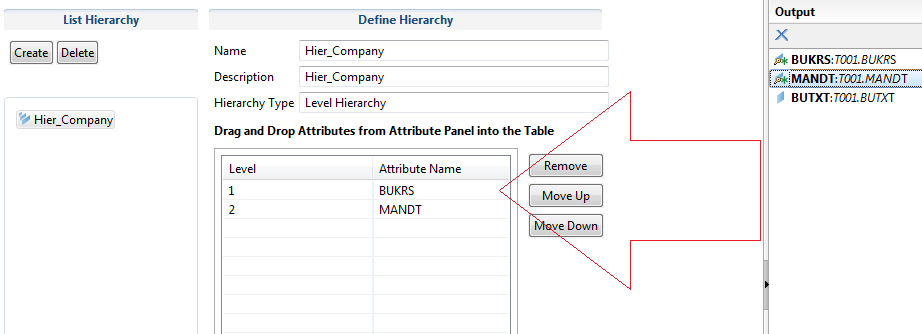 List Hierarchy
Create Delete
Hier_Company
Define Hierarchy
Name Hier_Company
Description Hier_Company
Hierarchy Type Level Hierarchy
Drag and Drop Attributes from Attribute Panel into the Table
Level Attribute Name
1 BUKRS
2 MANDT
Remove
Move Up
Move Down
Output
BUKRS:T001.BUKRS
MANDT:T001.MANDT
BUTXT:T001.BUTXT